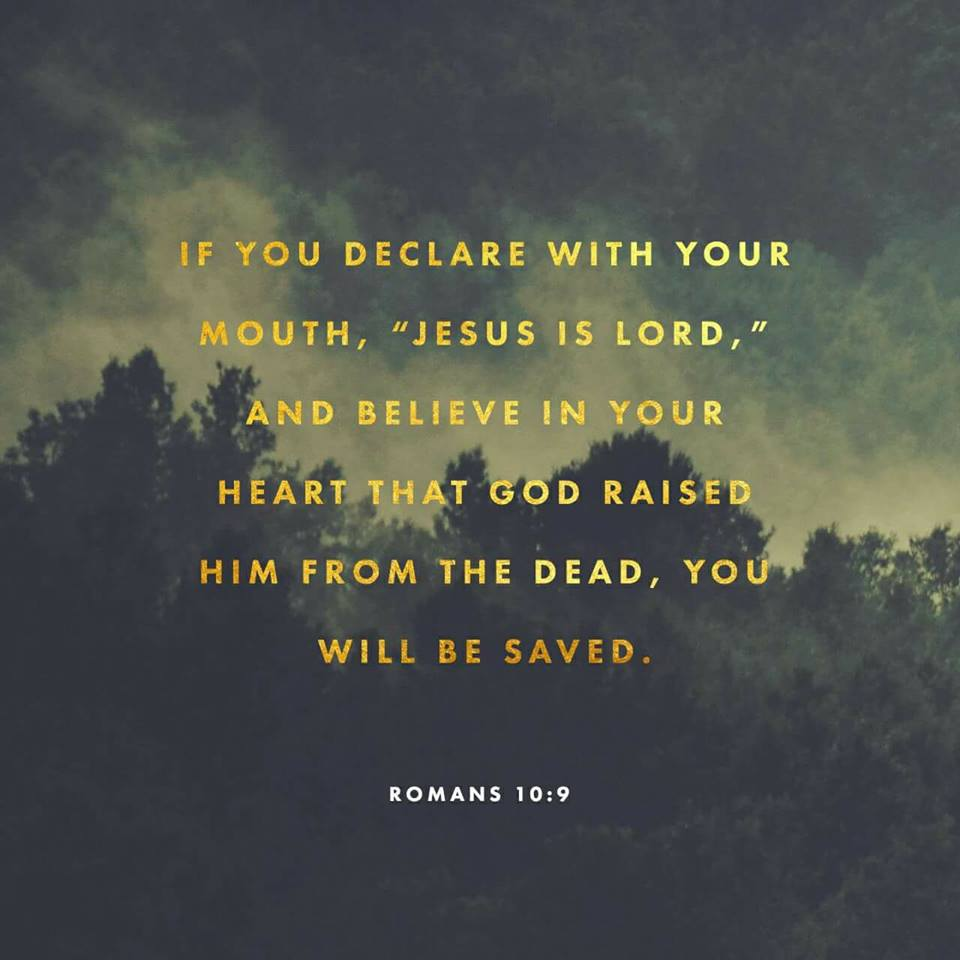 IF YOU DECLARE WITH YOUR
MOUTH, “JESUS IS LORD,”
AND BELIEVE IN YOUR
HEART THAT GOD RAISED
HIM FROM THE DEAD, YOU
WILL BE SAVED.
ROMANS 10:9